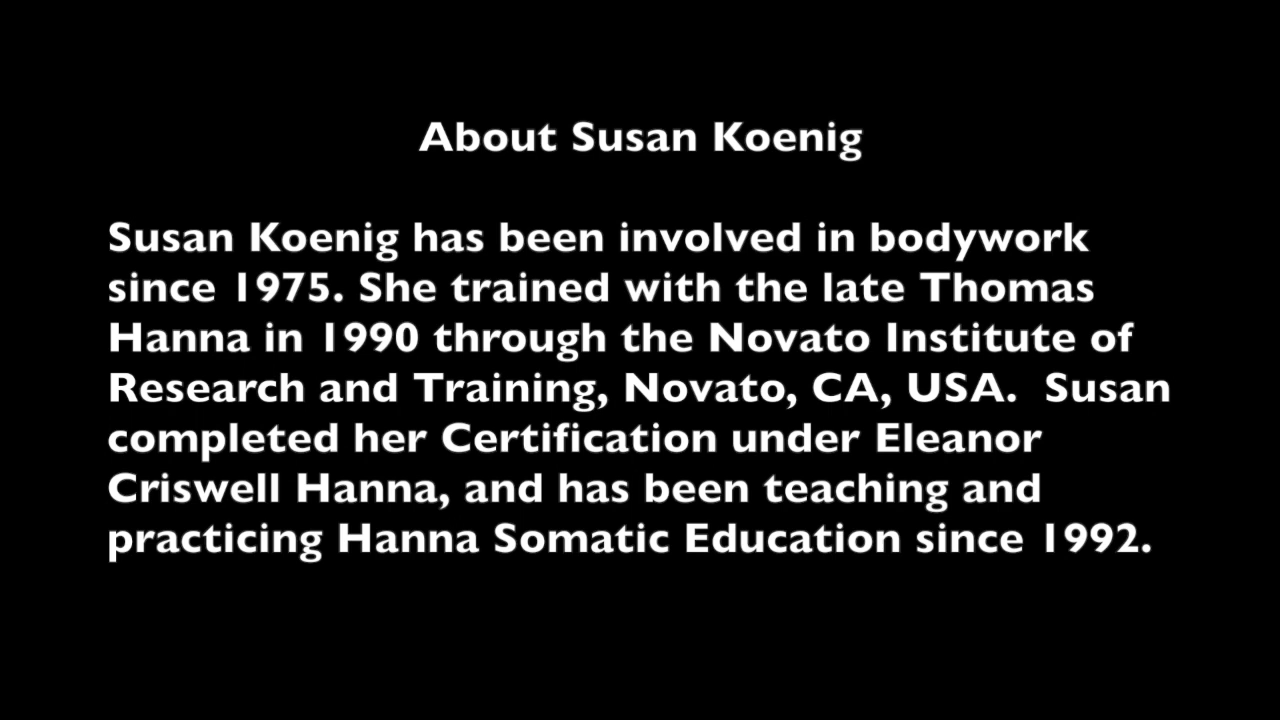 About Susan Koenig
Susan Koenig has been involved in bodywork
since 1975. She trained with the late Thomas
Hanna in 1990 through the Novato Institute of
Research and Training, Novato, CA, USA.  Susan
completed her Certification under Eleanor
Criswell Hanna, and has been teaching and
practicing Hanna Somatic Education since 1992.